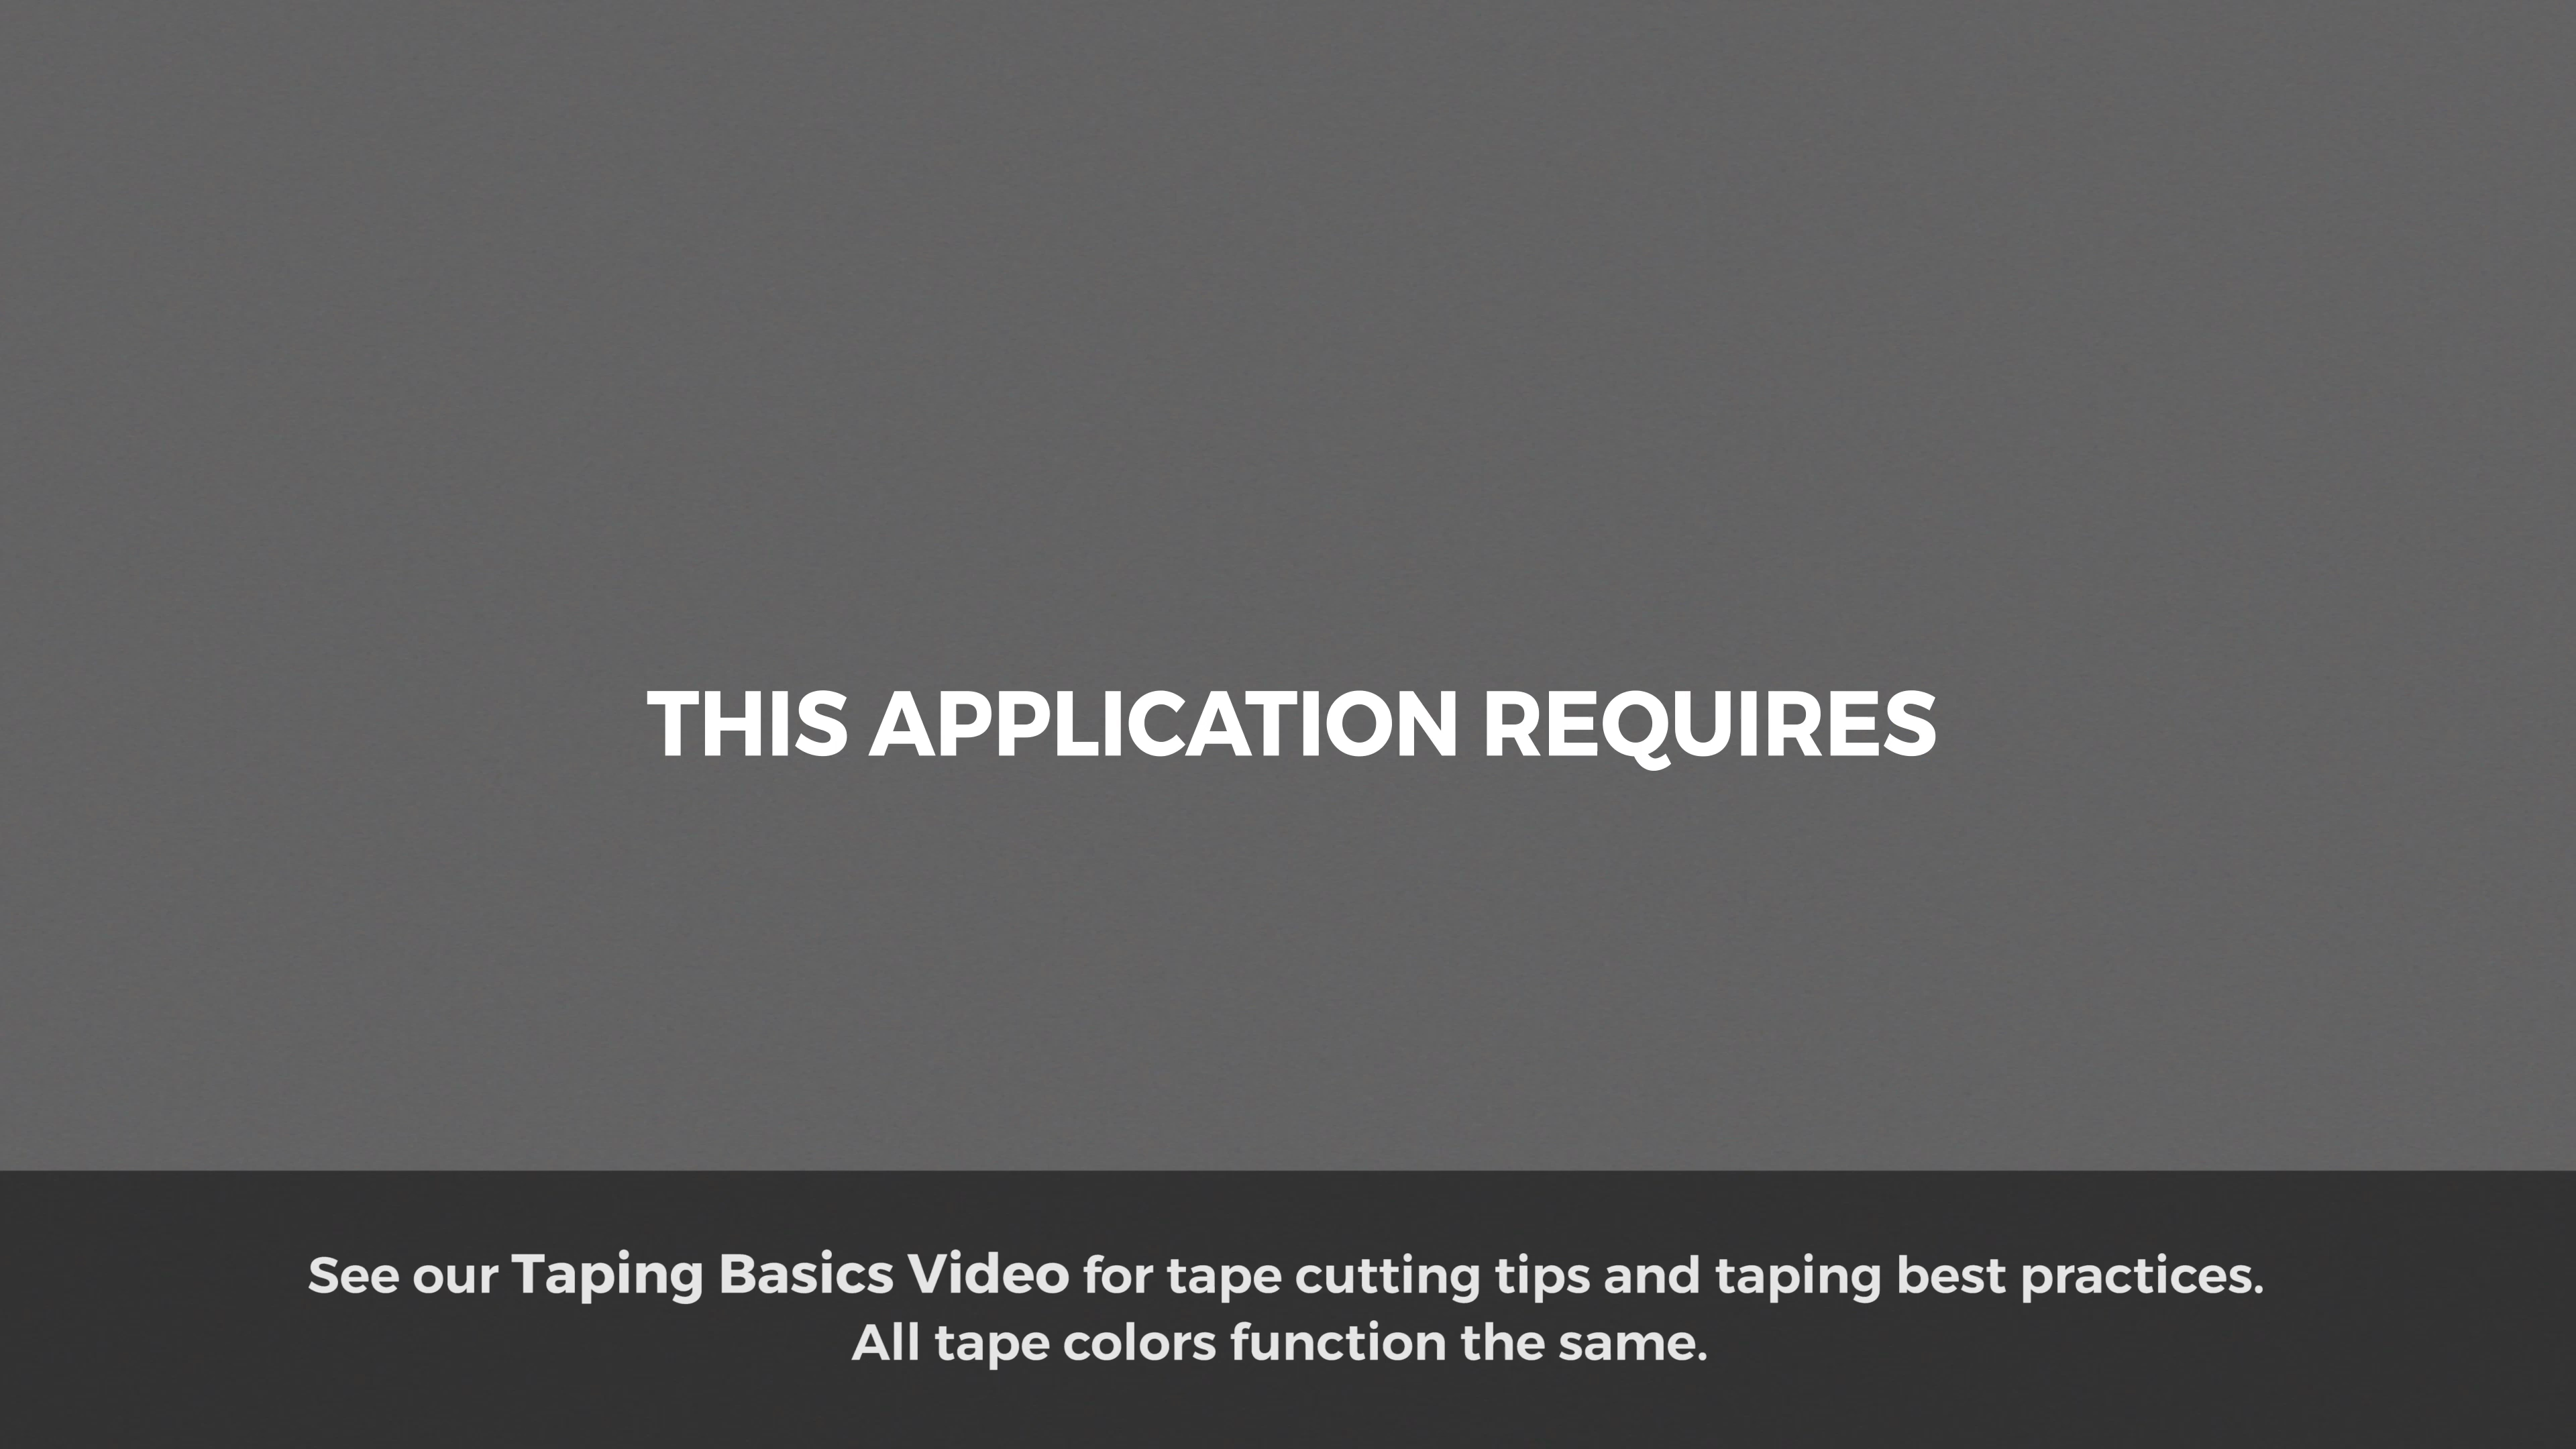 THIS APPLICATION REQUIRES
See our Taping Basics Video for tape cutting tips and taping best practices.
All tape colors function the same.